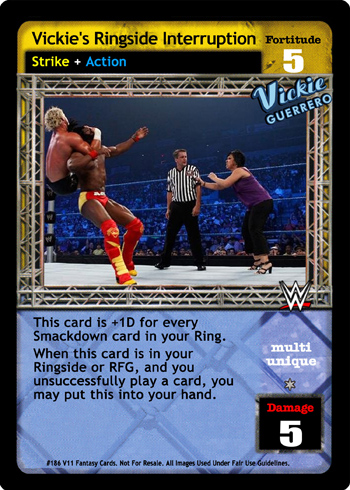 Vickie's Ringside Interruption
Fortitude
5
Strike + Action
Vickie
GUERRERO
This card is +1D for every
Smackdown card in your Ring.
When this card is in your
Ringside or RFG, and you
unsuccessfully play a card, you
may put this into your hand.
multi
unique
Damage
5
#186 V11 Fantasy Cards. Not For Resale. All Images Used Under Fair Use Guidelines.